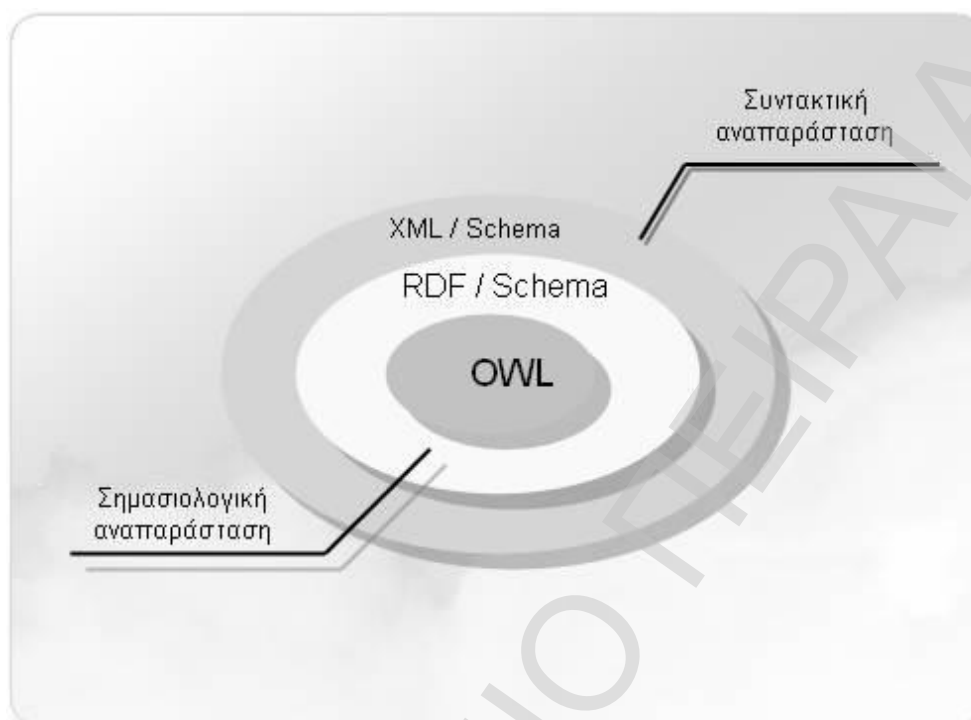 Συντακτική
αναπαράσταση
XML / Schema
RDF / Schema
OWL
Σημασιολογική
αναπαράσταση